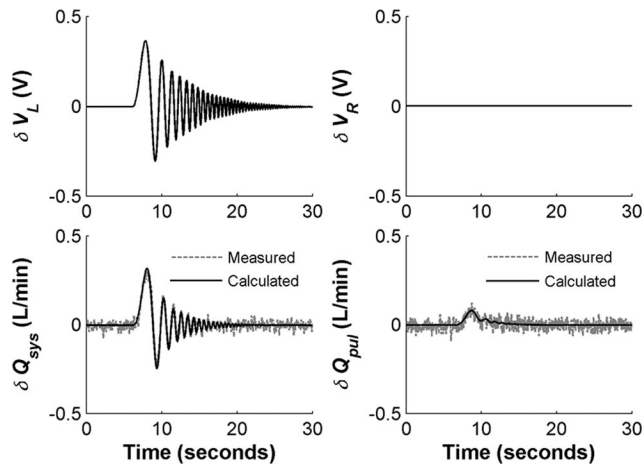 0.5
0
-0.5
δ V_L (V)
0 10 20 30
0.5
0
-0.5
δ V_R (V)
0 10 20 30
0.5
0
-0.5
δ Q_sys (L/min)
Measured
Calculated
0 10 20 30
Time (seconds)
0.5
0
-0.5
δ Q_pul (L/min)
Measured
Calculated
0 10 20 30
Time (seconds)